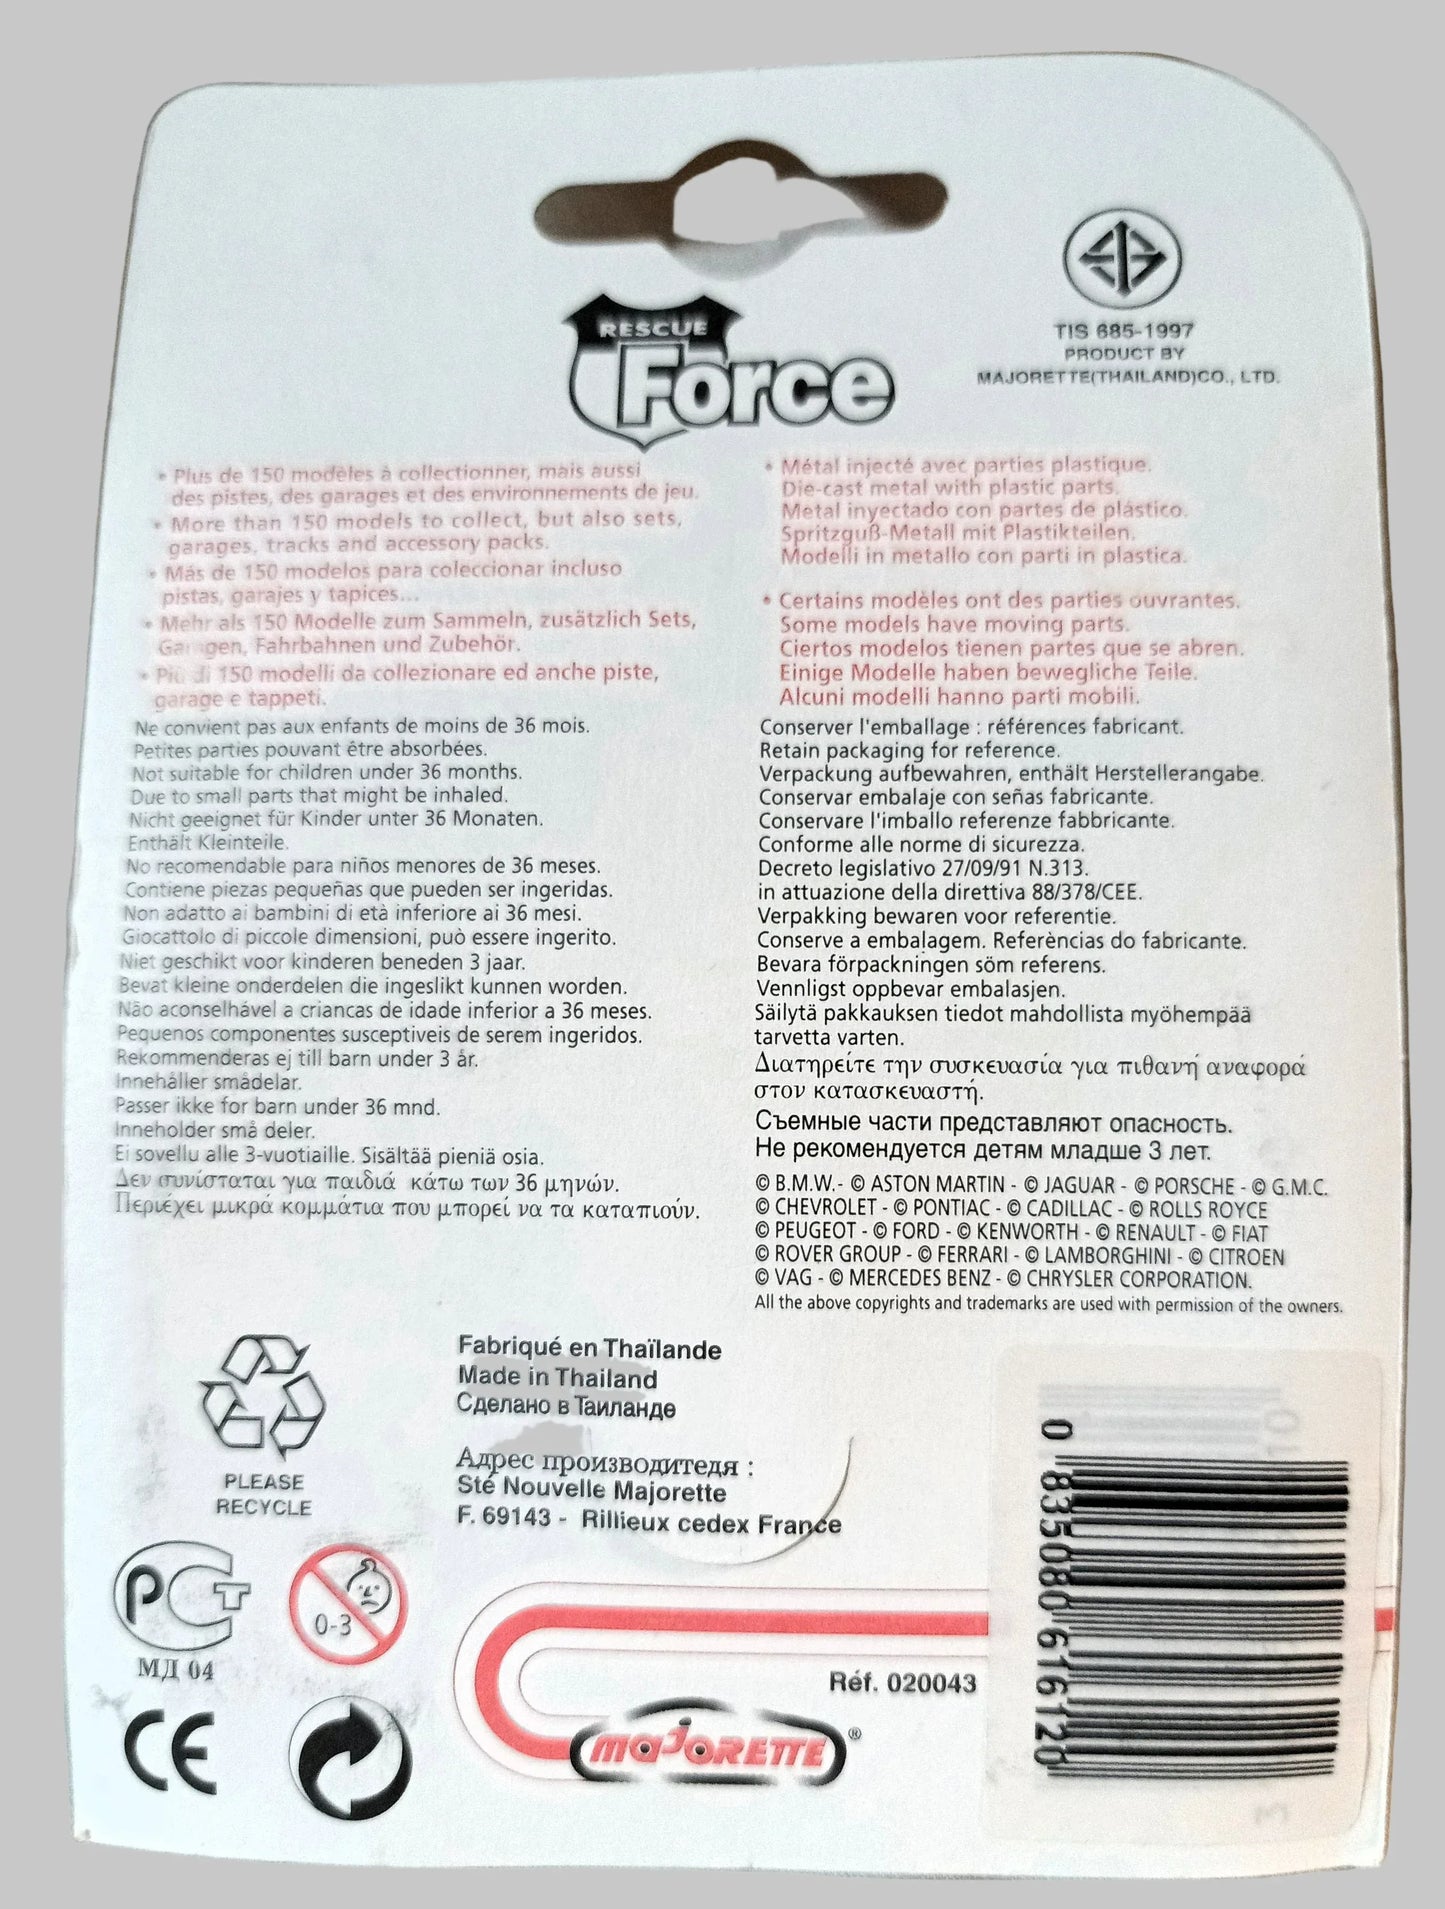 RESCUE
Force
TIS 685-1997
PRODUCT BY
MAJORETTE(THAILAND)CO., LTD.
• Plus de 150 modèles à collectionner, mais aussi
des pistes, des garages et des environnements de jeu.
• More than 150 models to collect, but also sets,
garages, tracks and accessory packs.
• Más de 150 modelos para coleccionar incluso
pistas, garajes y tapices...
• Mehr als 150 Modelle zum Sammeln, zusätzlich Sets,
Garagen, Fahrbahnen und Zubehör.
• Più di 150 modelli da collezionare ed anche piste,
garage e tappeti.
Ne convient pas aux enfants de moins de 36 mois.
Petites parties pouvant être absorbées.
Not suitable for children under 36 months.
Due to small parts that might be inhaled.
Nicht geeignet für Kinder unter 36 Monaten.
Enthält Kleinteile.
No recomendable para niños menores de 36 meses.
Contiene piezas pequeñas que pueden ser ingeridas.
Non adatto ai bambini di età inferiore ai 36 mesi.
Giocattolo di piccole dimensioni, può essere ingerito.
Niet geschikt voor kinderen beneden 3 jaar.
Bevat kleine onderdelen die ingeslikt kunnen worden.
Não aconselhável a criancas de idade inferior a 36 meses.
Pequenos componentes susceptiveis de serem ingeridos.
Rekommenderas ej till barn under 3 år.
Innehåller smådelar.
Passer ikke for barn under 36 mnd.
Inneholder små deler.
Ei sovellu alle 3-vuotiaille. Sisältää pieniä osia.
Δεν συνίσταται για παιδιά κάτω των 36 μηνών.
Περιέχει μικρά κομμάτια που μπορεί να τα καταπιούν.
• Métal injecté avec parties plastique.
Die-cast metal with plastic parts.
Metal inyectado con partes de plástico.
Spritzguß-Metall mit Plastikteilen.
Modelli in metallo con parti in plastica.
• Certains modèles ont des parties ouvrantes.
Some models have moving parts.
Ciertos modelos tienen partes que se abren.
Einige Modelle haben bewegliche Teile.
Alcuni modelli hanno parti mobili.
Conserver l'emballage : références fabricant.
Retain packaging for reference.
Verpackung aufbewahren, enthält Herstellerangabe.
Conservar embalaje con señas fabricante.
Conservare l'imballo referenze fabbricante.
Conforme alle norme di sicurezza.
Decreto legislativo 27/09/91 N.313.
in attuazione della direttiva 88/378/CEE.
Verpakking bewaren voor referentie.
Conserve a embalagem. Referèncias do fabricante.
Bevara förpackningen söm referens.
Vennligst oppbevar embalasjen.
Säilytä pakkauksen tiedot mahdollista myöhempää
tarvetta varten.
Διατηρείτε την συσκευασία για πιθανή αναφορά
στον κατασκευαστή.
Съемные части представляют опасность.
Не рекомендуется детям младше 3 лет.
© B.M.W.- © ASTON MARTIN - © JAGUAR - © PORSCHE - © G.M.C.
© CHEVROLET - © PONTIAC - © CADILLAC - © ROLLS ROYCE
© PEUGEOT - © FORD - © KENWORTH - © RENAULT - © FIAT
© ROVER GROUP - © FERRARI - © LAMBORGHINI - © CITROEN
© VAG - © MERCEDES BENZ - © CHRYSLER CORPORATION.
All the above copyrights and trademarks are used with permission of the owners.
PLEASE
RECYCLE
Fabriqué en Thaïlande
Made in Thailand
Сделано в Таиланде
Адрес производитедя :
Sté Nouvelle Majorette
F. 69143 - Rillieux cedex France
РСТ
МД 04
0-3
CE
Réf. 020043
MAJORETTE®
0 835080 616120